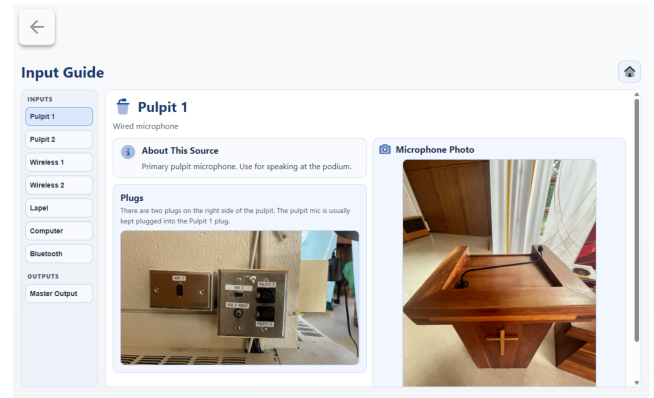 Input Guide
INPUTS
Pulpit 1
Pulpit 2
Wireless 1
Wireless 2
Lapel
Computer
Bluetooth
OUTPUTS
Master Output
Pulpit 1
Wired microphone
About This Source
Primary pulpit microphone. Use for speaking at the podium.
Plugs
There are two plugs on the right side of the pulpit. The pulpit mic is usually
kept plugged into the Pulpit 1 plug.
Microphone Photo